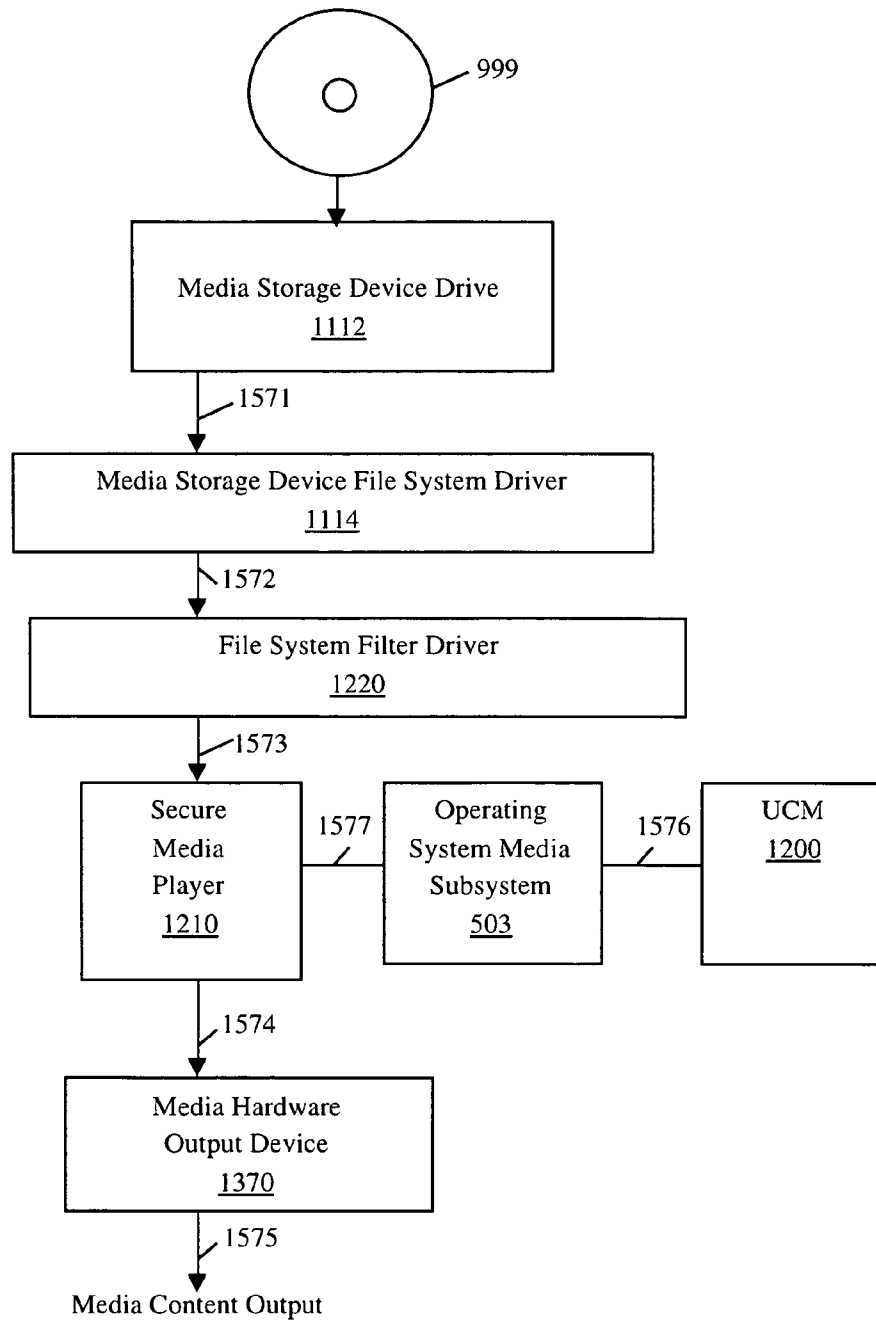 999
Media Storage Device Drive
1112
1571
Media Storage Device File System Driver
1114
1572
File System Filter Driver
1220
1573
Secure
Media
Player
1210
1577
Operating
System Media
Subsystem
503
1576
UCM
1200
1574
Media Hardware
Output Device
1370
1575
Media Content Output